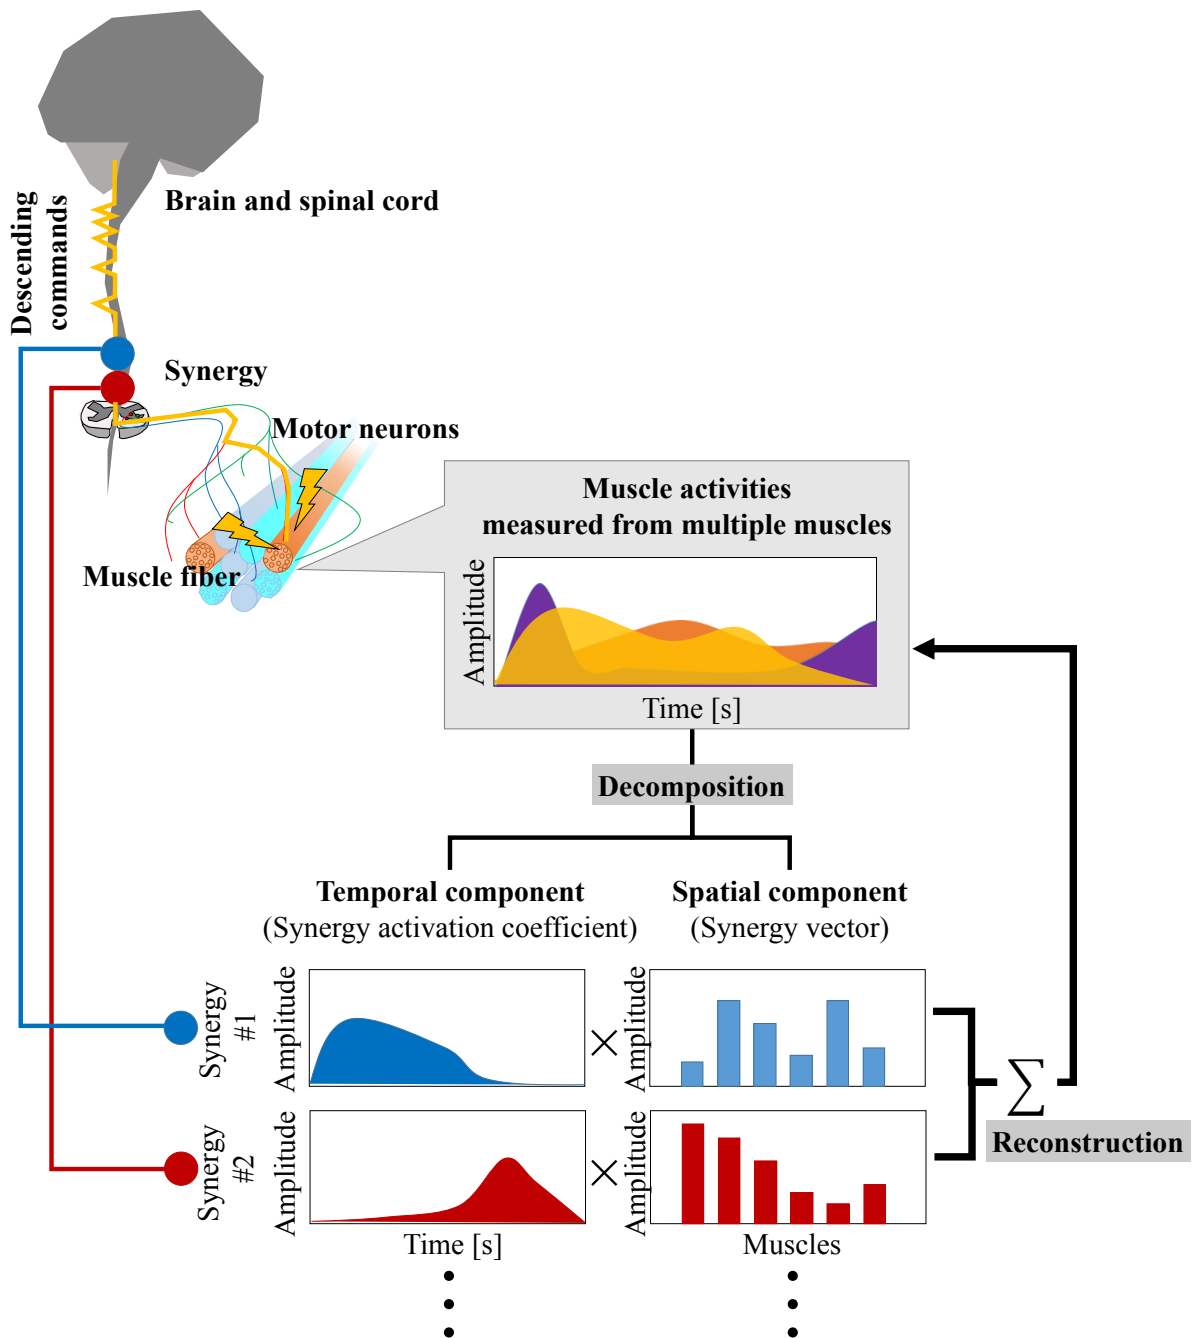 Brain and spinal cord
Descending
commands
Synergy
Motor neurons
Muscle fiber
Muscle activities
measured from multiple muscles
Amplitude
Time [s]
Decomposition
Temporal component
(Synergy activation coefficient)
Spatial component
(Synergy vector)
Synergy
#1
Amplitude
×
Amplitude
∑
Reconstruction
Synergy
#2
Amplitude
×
Amplitude
Time [s]
Muscles